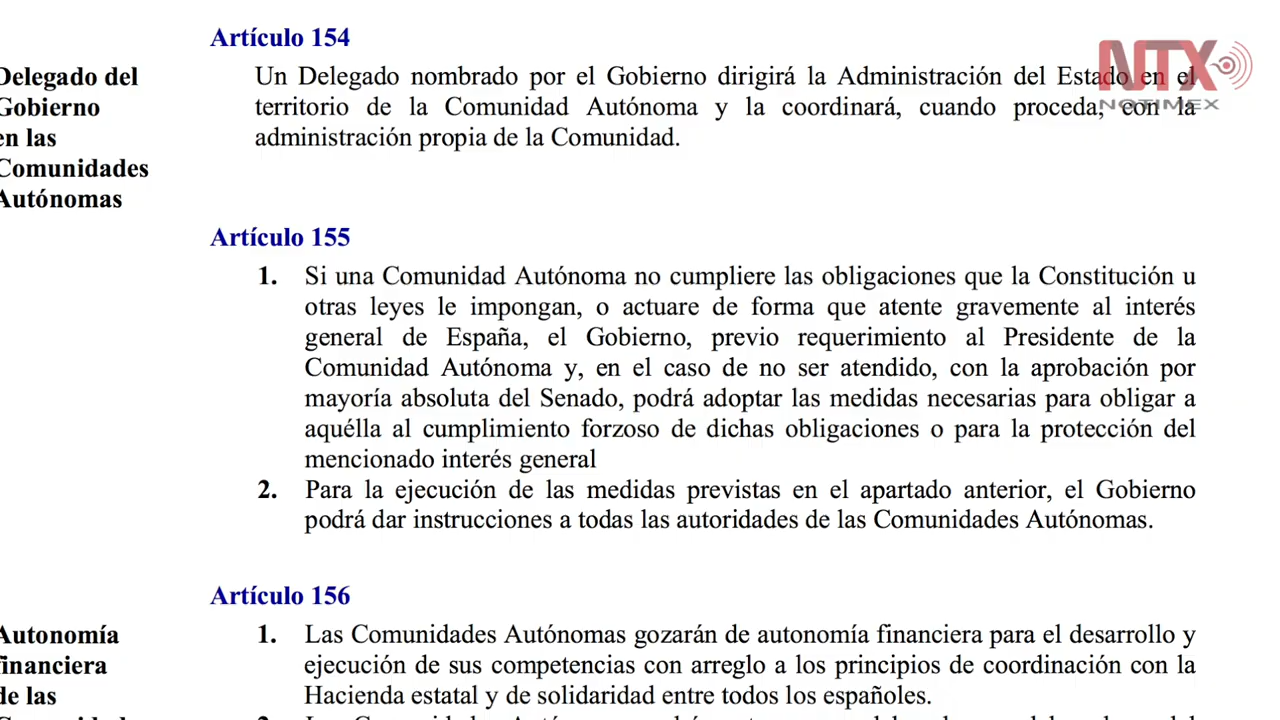 Artículo 154
Delegado del
Gobierno
en las
Comunidades
Autónomas
Un Delegado nombrado por el Gobierno dirigirá la Administración del Estado en el
territorio de la Comunidad Autónoma y la coordinará, cuando proceda, con la
administración propia de la Comunidad.
NTX
NOTIMEX
Artículo 155
1. Si una Comunidad Autónoma no cumpliere las obligaciones que la Constitución u
otras leyes le impongan, o actuare de forma que atente gravemente al interés
general de España, el Gobierno, previo requerimiento al Presidente de la
Comunidad Autónoma y, en el caso de no ser atendido, con la aprobación por
mayoría absoluta del Senado, podrá adoptar las medidas necesarias para obligar a
aquélla al cumplimiento forzoso de dichas obligaciones o para la protección del
mencionado interés general
2. Para la ejecución de las medidas previstas en el apartado anterior, el Gobierno
podrá dar instrucciones a todas las autoridades de las Comunidades Autónomas.
Artículo 156
Autonomía
financiera
de las
1. Las Comunidades Autónomas gozarán de autonomía financiera para el desarrollo y
ejecución de sus competencias con arreglo a los principios de coordinación con la
Hacienda estatal y de solidaridad entre todos los españoles.